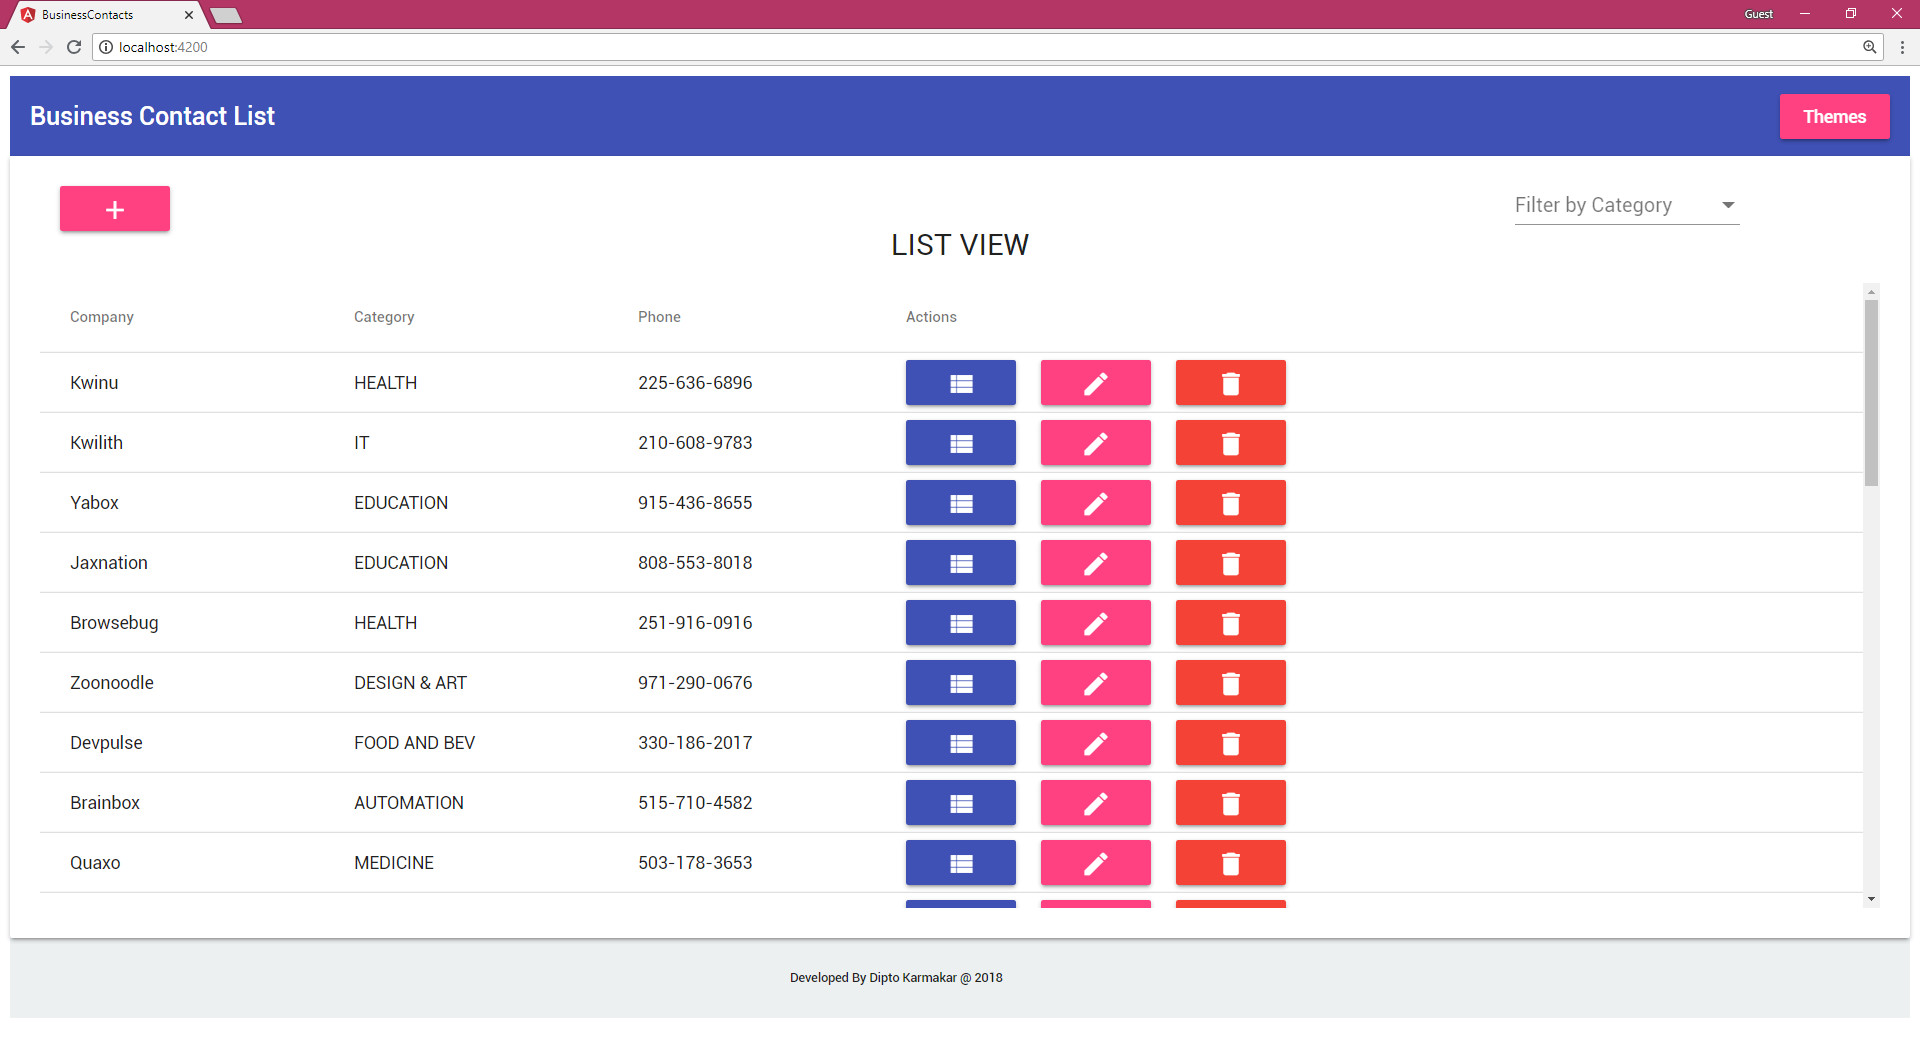 BusinessContacts
Guest
localhost:4200
Business Contact List
Themes
+
Filter by Category
LIST VIEW
Company Category Phone Actions
Kwinu HEALTH 225-636-6896
Kwilith IT 210-608-9783
Yabox EDUCATION 915-436-8655
Jaxnation EDUCATION 808-553-8018
Browsebug HEALTH 251-916-0916
Zoonoodle DESIGN & ART 971-290-0676
Devpulse FOOD AND BEV 330-186-2017
Brainbox AUTOMATION 515-710-4582
Quaxo MEDICINE 503-178-3653
Developed By Dipto Karmakar @ 2018